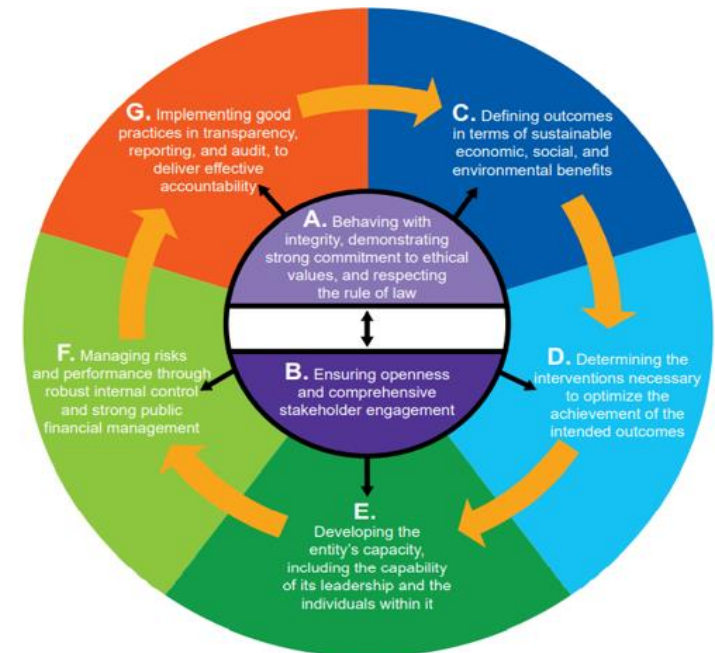 A. Behaving with
integrity, demonstrating
strong commitment to ethical
values, and respecting
the rule of law
B. Ensuring openness
and comprehensive
stakeholder engagement
C. Defining outcomes
in terms of sustainable
economic, social, and
environmental benefits
D. Determining the
interventions necessary
to optimize the
achievement of the
intended outcomes
E.
Developing the
entity's capacity,
including the capability
of its leadership and the
individuals within it
F. Managing risks
and performance through
robust internal control
and strong public
financial management
G. Implementing good
practices in transparency,
reporting, and audit, to
deliver effective
accountability